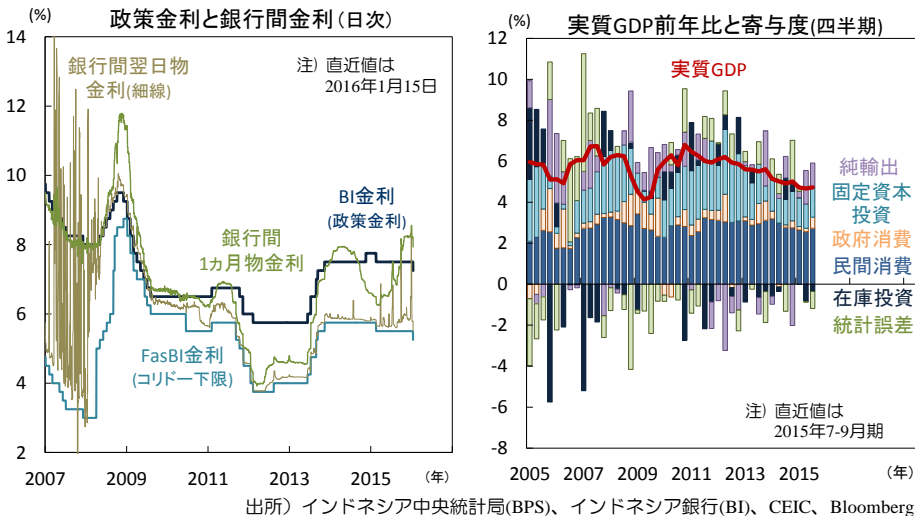 政策金利と銀行間金利(日次)
(%)
14
12
10
8
6
4
2
銀行間翌日物
金利(細線)
注) 直近値は
2016年1月15日
BI金利
(政策金利)
銀行間
1ヵ月物金利
FasBI金利
(コリドー下限)
2007 2008 2009 2011 2013 2015 (年)
実質GDP前年比と寄与度(四半期)
(%)
12
10
8
6
4
2
0
-2
-4
-6
-8
実質GDP
純輸出
固定資本
投資
政府消費
民間消費
在庫投資
統計誤差
注) 直近値は
2015年7-9月期
2005 2007 2009 2011 2013 2015 (年)
出所）インドネシア中央統計局(BPS)、インドネシア銀行(BI)、CEIC、Bloomberg